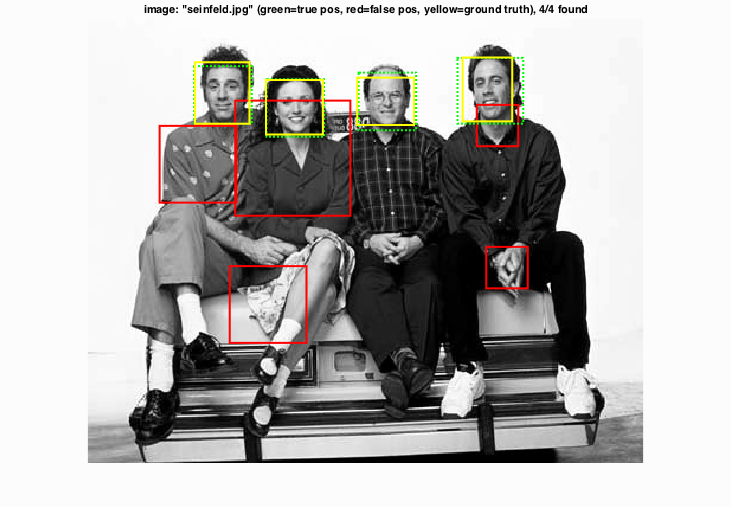 image: "seinfeld.jpg" (green=true pos, red=false pos, yellow=ground truth), 4/4 found